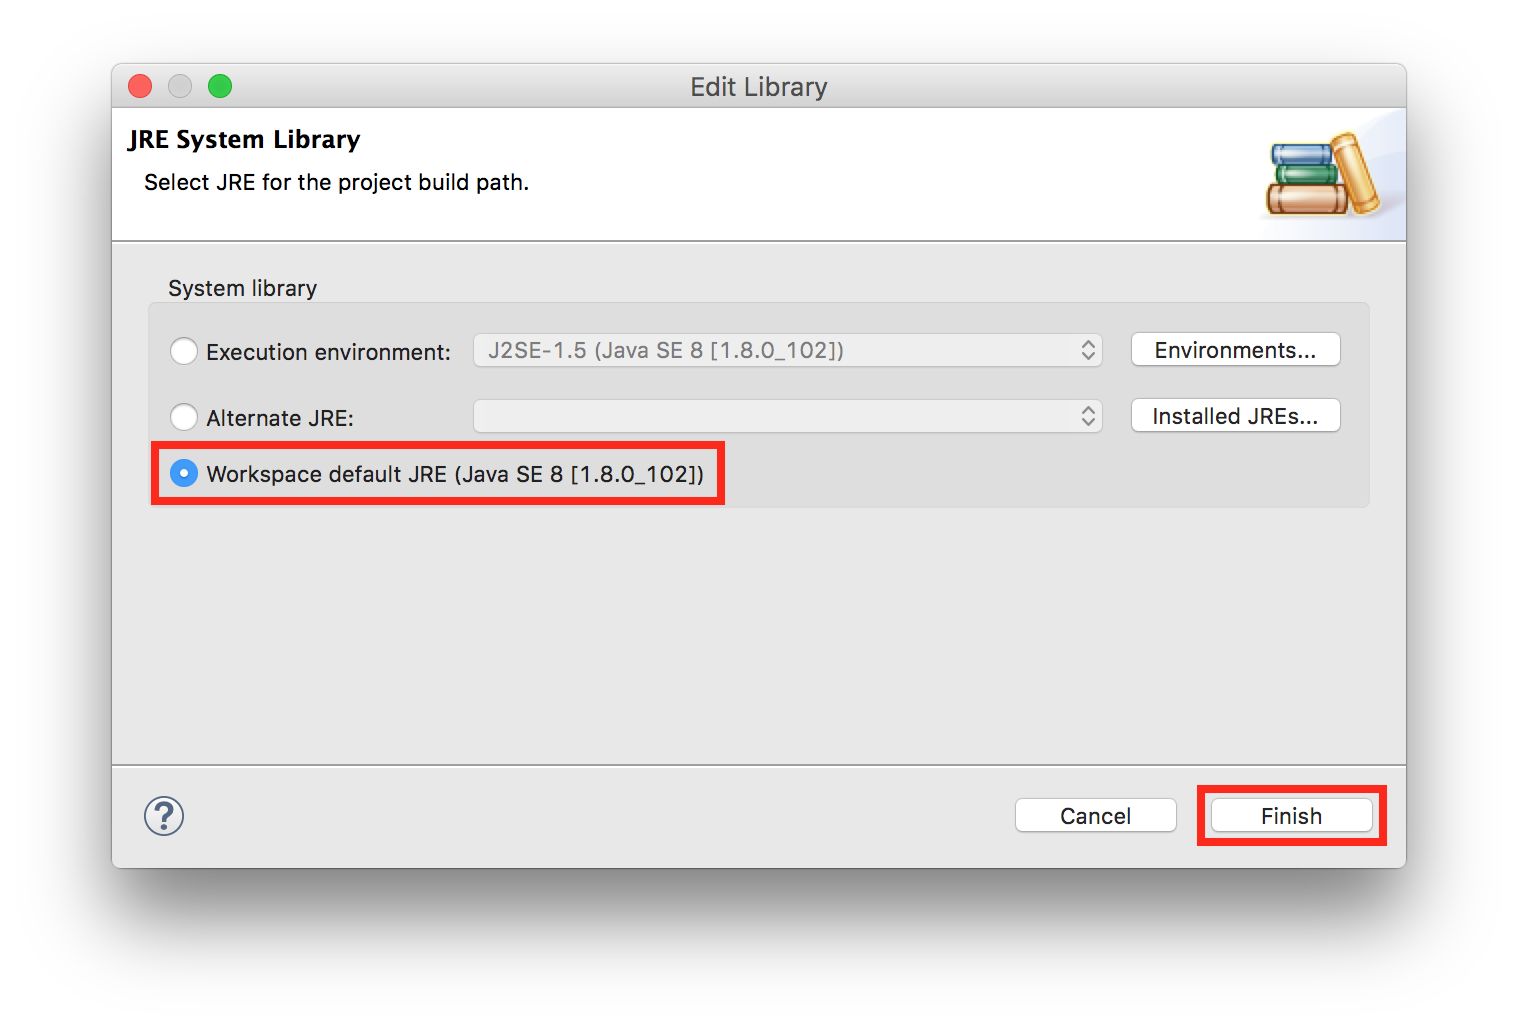 Edit Library
JRE System Library
Select JRE for the project build path.
System library
Execution environment: J2SE-1.5 (Java SE 8 [1.8.0_102]) Environments...
Alternate JRE: Installed JREs...
Workspace default JRE (Java SE 8 [1.8.0_102])
? Cancel Finish